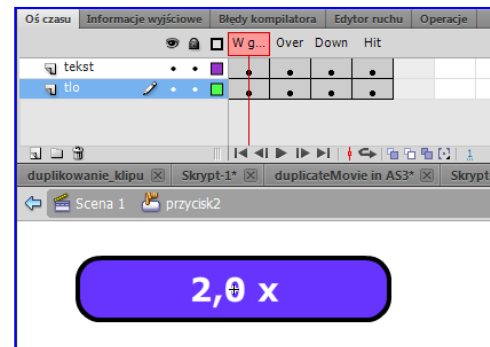 Oś czasu Informacje wyjściowe Błędy kompilatora Edytor ruchu Operacje
W g... Over Down Hit
tekst
tlo
1
duplikowanie_klipu Skrypt-1* duplicateMovie in AS3* Skrypt
Scena 1 przycisk2
2,0 x